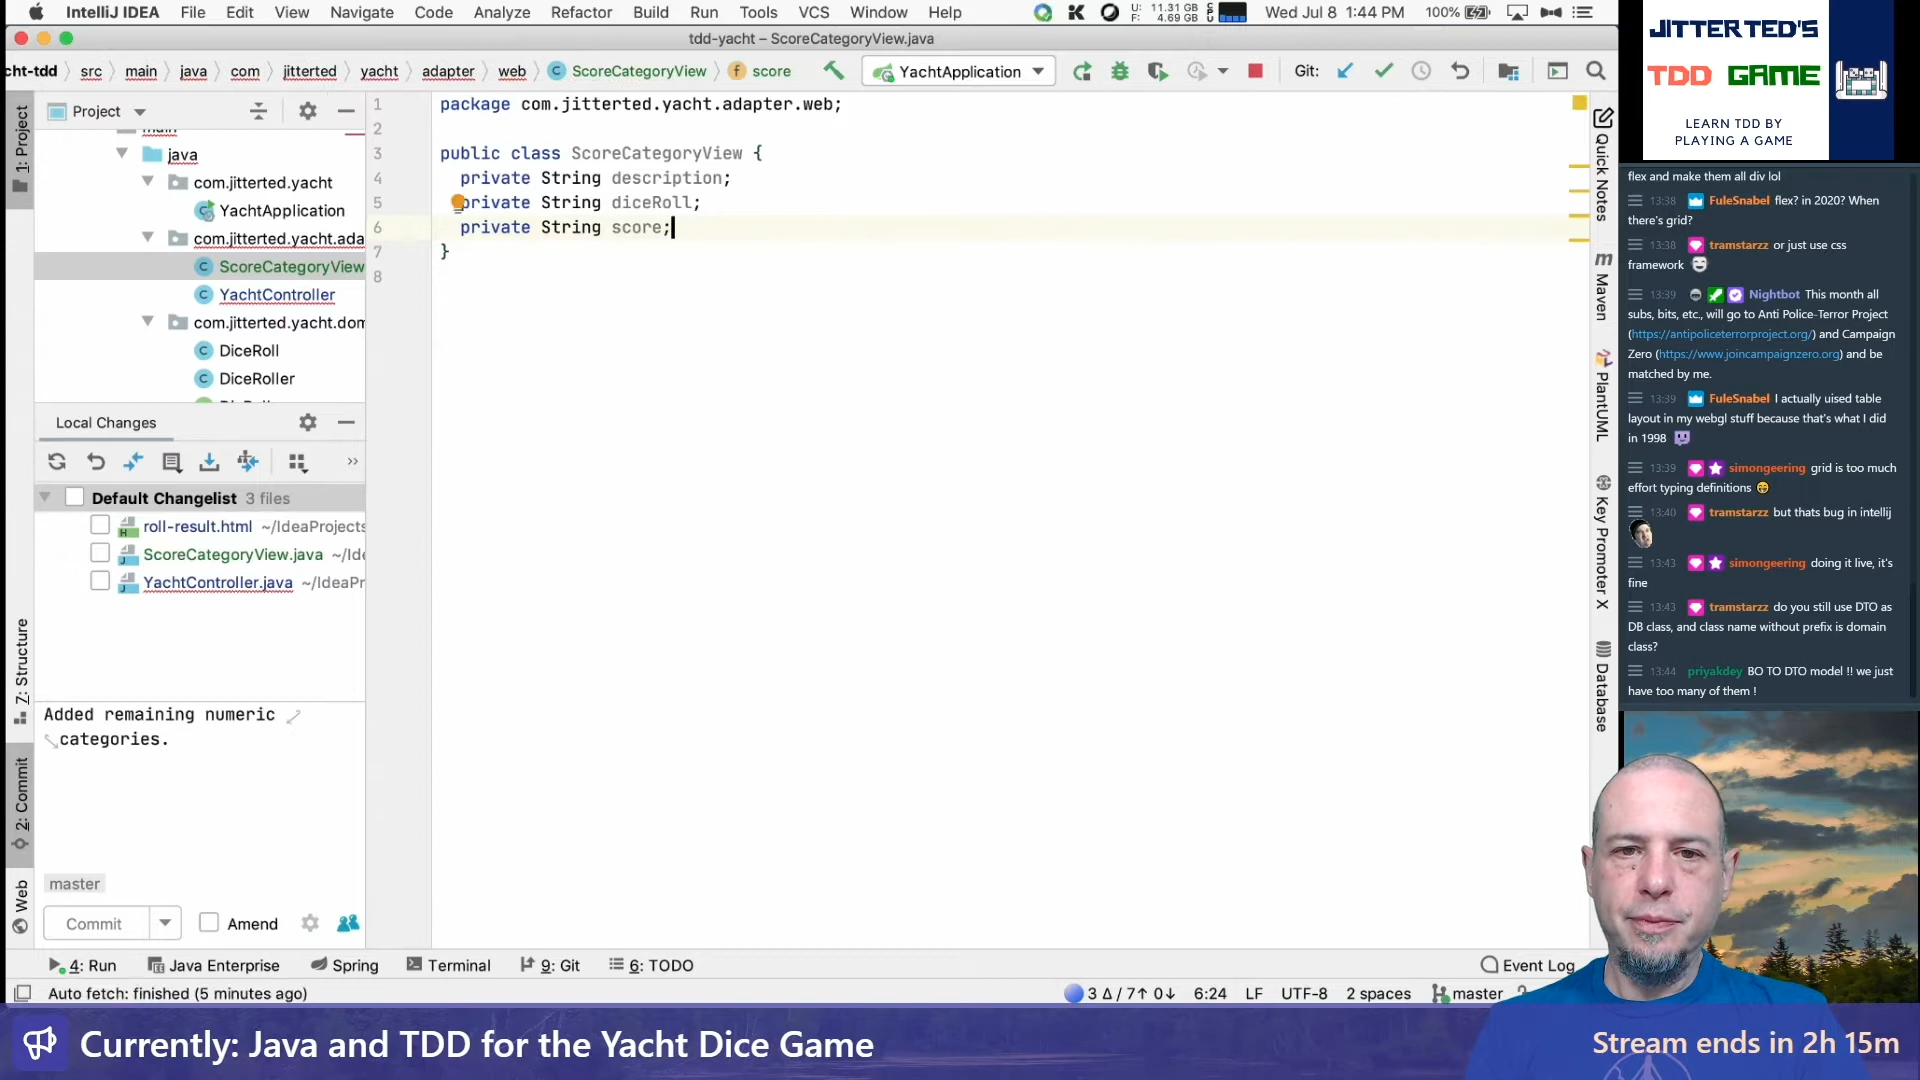 IntelliJ IDEA File Edit View Navigate Code Analyze Refactor Build Run Tools VCS Window Help
U: 11.31 GB
F: 4.69 GB
Wed Jul 8 1:44 PM 100%
tdd-yacht – ScoreCategoryView.java
cht-tdd src main java com jitterted yacht adapter web ScoreCategoryView score
YachtApplication
Git:
1: Project
Project
java
com.jitterted.yacht
YachtApplication
com.jitterted.yacht.ada
ScoreCategoryView
YachtController
com.jitterted.yacht.dom
DiceRoll
DiceRoller
Local Changes
Default Changelist 3 files
roll-result.html ~/IdeaProjects
ScoreCategoryView.java ~/Ide
YachtController.java ~/IdeaPr
7: Structure
2: Commit
Web
Added remaining numeric
categories.
master
Commit
Amend
1 package com.jitterted.yacht.adapter.web;
2
3 public class ScoreCategoryView {
4 private String description;
5 private String diceRoll;
6 private String score;
7 }
8
Quick Notes
Maven
PlantUML
Key Promoter X
Database
4: Run Java Enterprise Spring Terminal 9: Git 6: TODO Event Log
Auto fetch: finished (5 minutes ago)
3 Δ / 7↑ 0↓ 6:24 LF UTF-8 2 spaces master
JITTERTED'S
TDD GAME
LEARN TDD BY
PLAYING A GAME
flex and make them all div lol
13:38 FuleSnabel flex? in 2020? When
there's grid?
13:38 tramstarzz or just use css
framework
13:39 Nightbot This month all
subs, bits, etc., will go to Anti Police-Terror Project
(https://antipoliceterrorproject.org/) and Campaign
Zero (https://www.joincampaignzero.org) and be
matched by me.
13:39 FuleSnabel I actually uised table
layout in my webgl stuff because that's what I did
in 1998
13:39 simongeering grid is too much
effort typing definitions
13:40 tramstarzz but thats bug in intellij
13:43 simongeering doing it live, it's
fine
13:43 tramstarzz do you still use DTO as
DB class, and class name without prefix is domain
class?
13:44 priyakdey BO TO DTO model !! we just
have too many of them !
Currently: Java and TDD for the Yacht Dice Game
Stream ends in 2h 15m